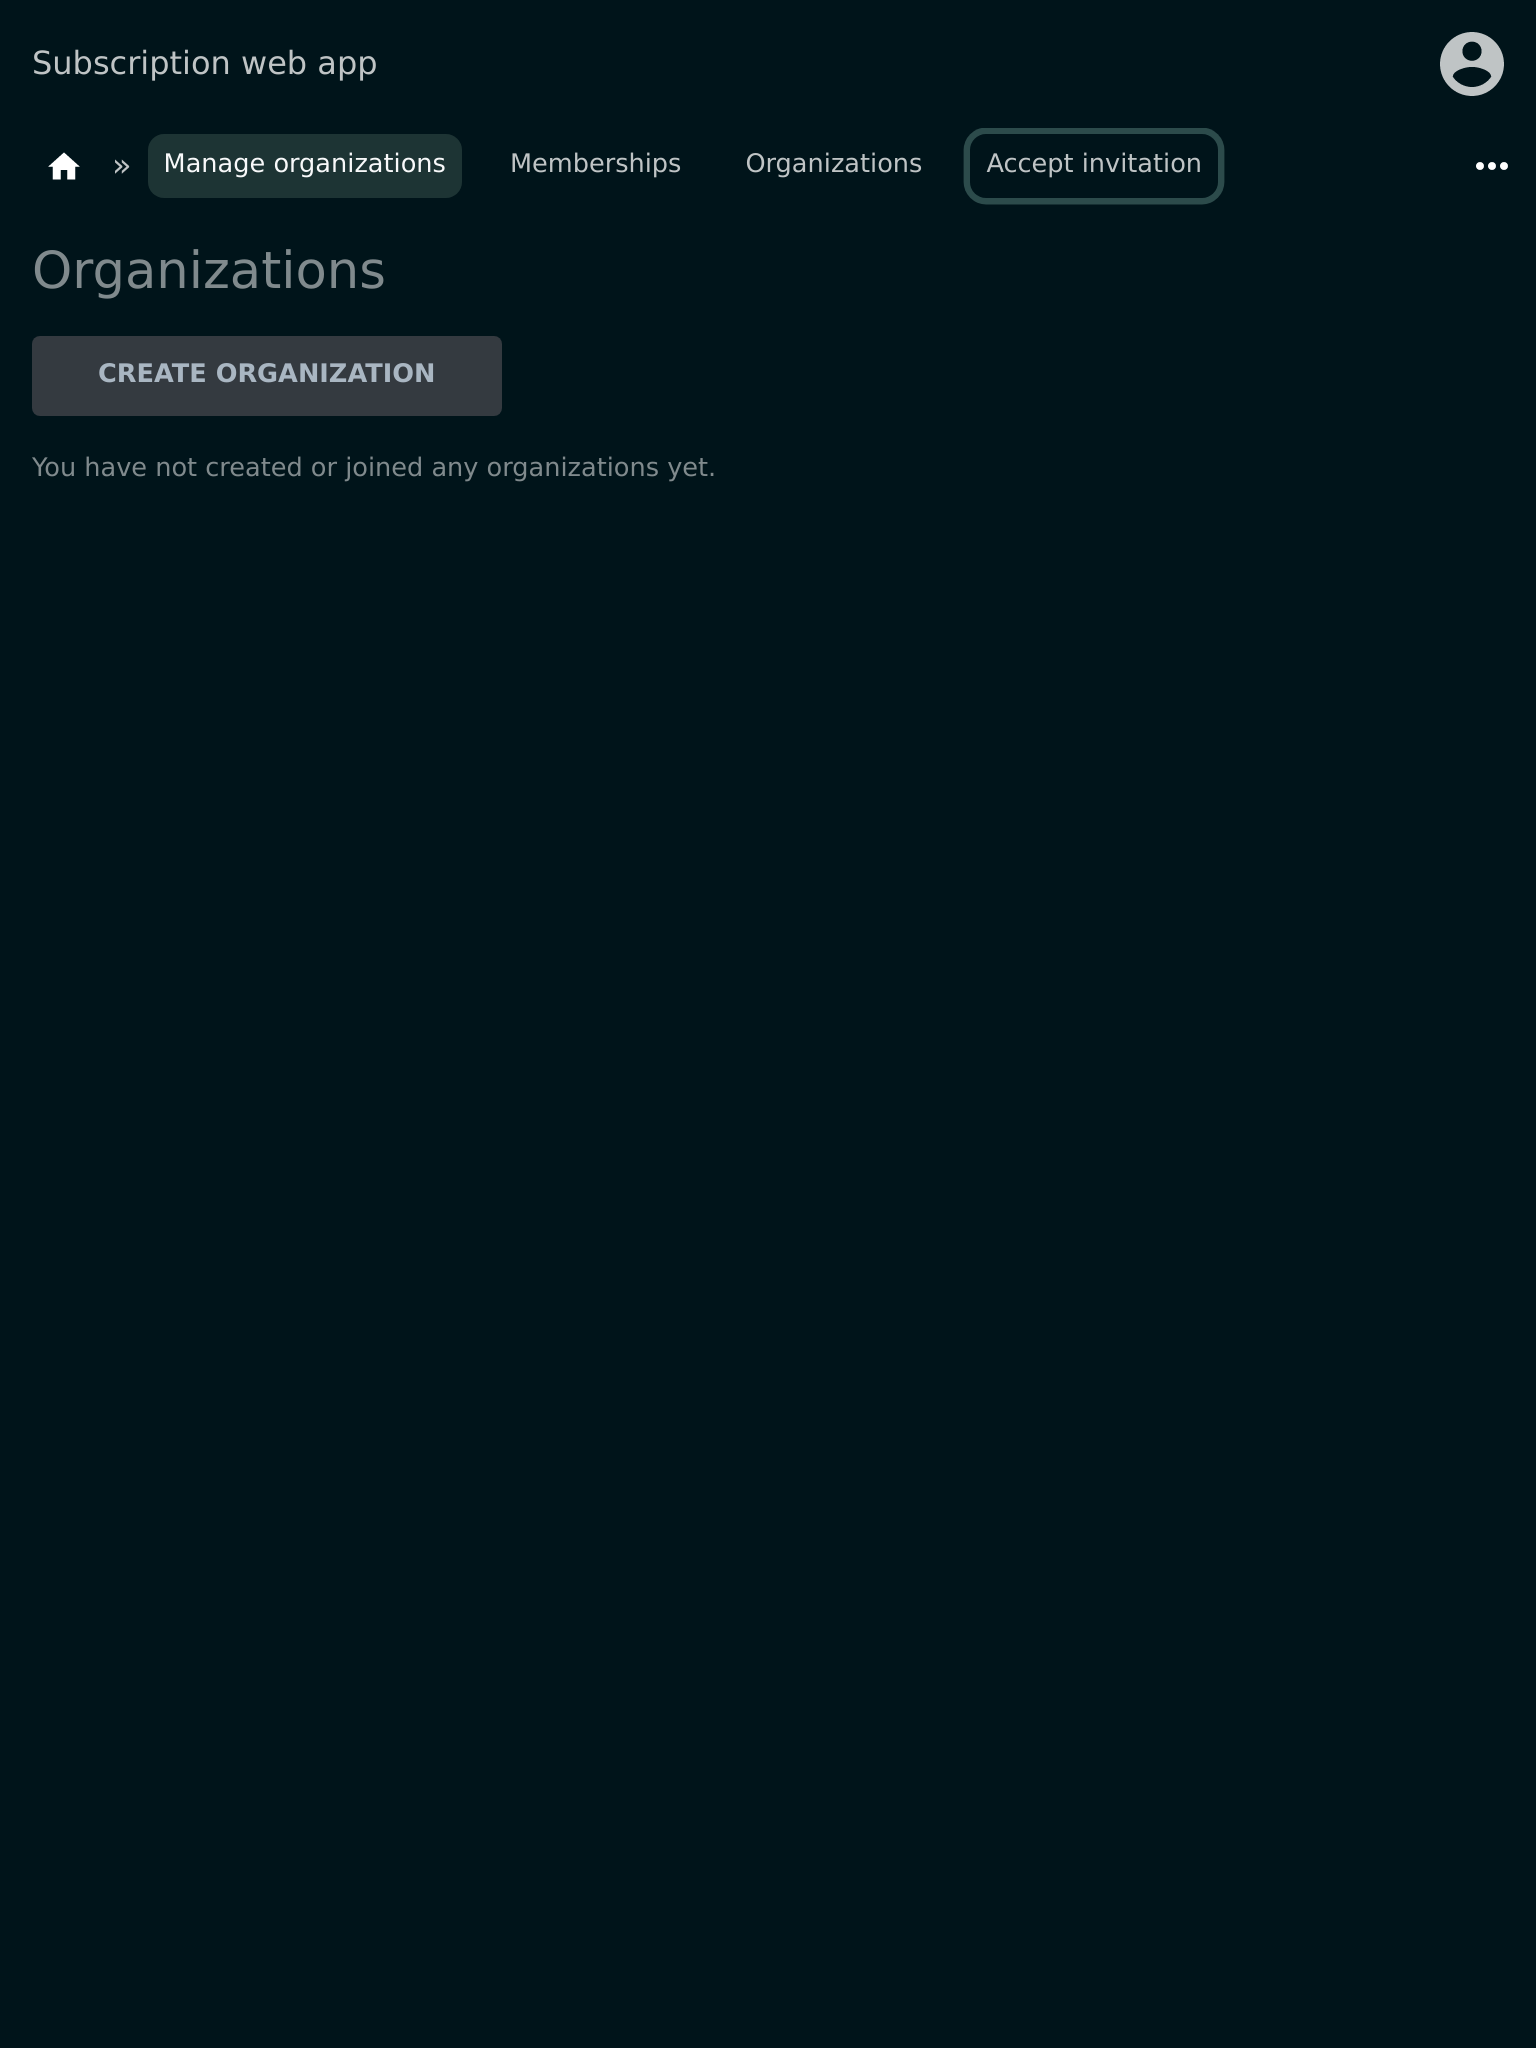 Subscription web app
» Manage organizations Memberships Organizations Accept invitation
Organizations
CREATE ORGANIZATION
You have not created or joined any organizations yet.